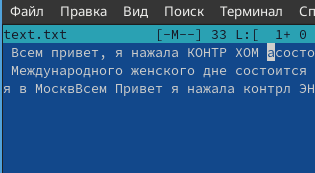 Файл Правка Вид Поиск Терминал Сп
text.txt [-M--] 33 L:[ 1+ 0
Всем привет, я нажала КОНТР ХОМ асосто
Международного женского дне состоится
я в МосквВсем Привет я нажала контрл ЭН